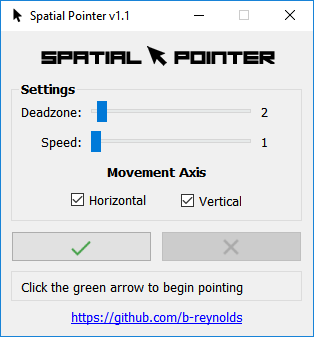 Spatial Pointer v1.1
SPATIAL POINTER
Settings
Deadzone: 2
Speed: 1
Movement Axis
Horizontal Vertical
Click the green arrow to begin pointing
https://github.com/b-reynolds